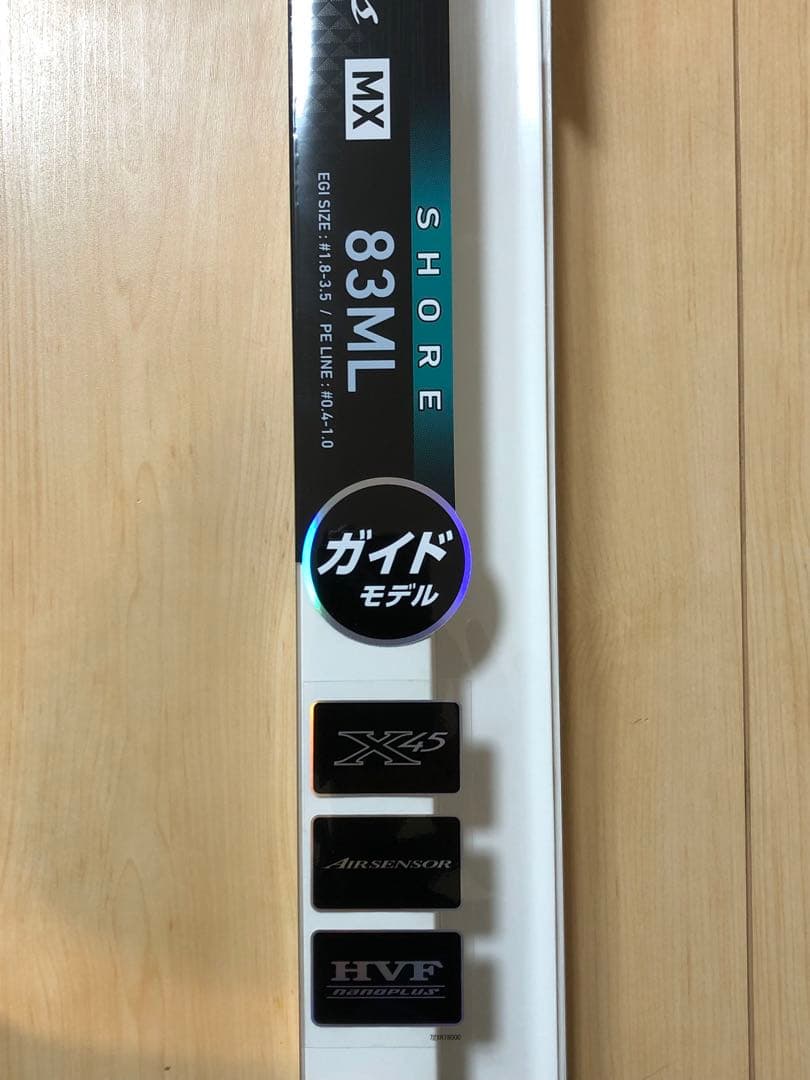 MX
SHORE
83ML
EGI SIZE : #1.8-3.5 / PE LINE : #0.4-1.0
ガイド
モデル
X45
AIRSENSOR
HVF
nanoplus